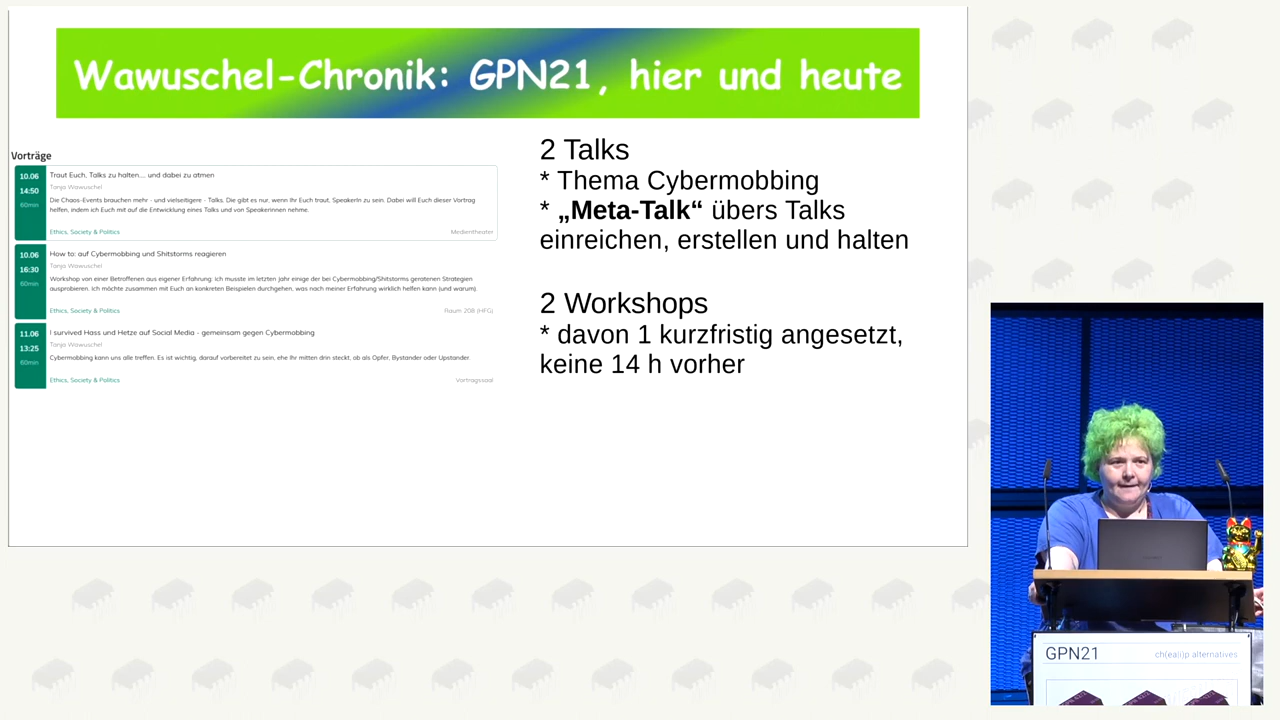 Wawuschel-Chronik: GPN21, hier und heute
Vorträge
10.06
14:50
60min
Traut Euch, Talks zu halten.... und dabei zu atmen
Tanja Wawuschel
Die Chaos-Events brauchen mehr - und vielseitigere - Talks. Die gibt es nur, wenn Ihr Euch traut, SpeakerIn zu sein. Dabei will Euch dieser Vortrag
helfen, indem ich Euch mit auf die Entwicklung eines Talks und von Speakerinnen nehme.
Ethics, Society & Politics
Medientheater
10.06
16:30
60min
How to: auf Cybermobbing und Shitstorms reagieren
Tanja Wawuschel
Workshop von einer Betroffenen aus eigener Erfahrung: ich musste im letzten Jahr einige der bei Cybermobbing/Shitstorms geratenen Strategien
ausprobieren. Ich möchte zusammen mit Euch an konkreten Beispielen durchgehen, was nach meiner Erfahrung wirklich helfen kann (und warum).
Ethics, Society & Politics
Raum 208 (HFG)
11.06
13:25
60min
I survived Hass und Hetze auf Social Media - gemeinsam gegen Cybermobbing
Tanja Wawuschel
Cybermobbing kann uns alle treffen. Es ist wichtig, darauf vorbereitet zu sein, ehe Ihr mitten drin steckt, ob als Opfer, Bystander oder Upstander.
Ethics, Society & Politics
Vortragssaal
2 Talks
* Thema Cybermobbing
* „Meta-Talk“ übers Talks
einreichen, erstellen und halten
2 Workshops
* davon 1 kurzfristig angesetzt,
keine 14 h vorher
GPN21
ch(ea|i)p alternatives